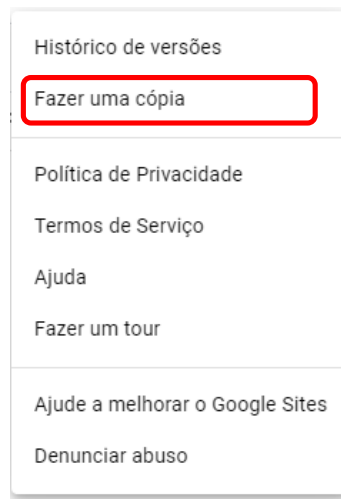 Histórico de versões
Fazer uma cópia
Política de Privacidade
Termos de Serviço
Ajuda
Fazer um tour
Ajude a melhorar o Google Sites
Denunciar abuso